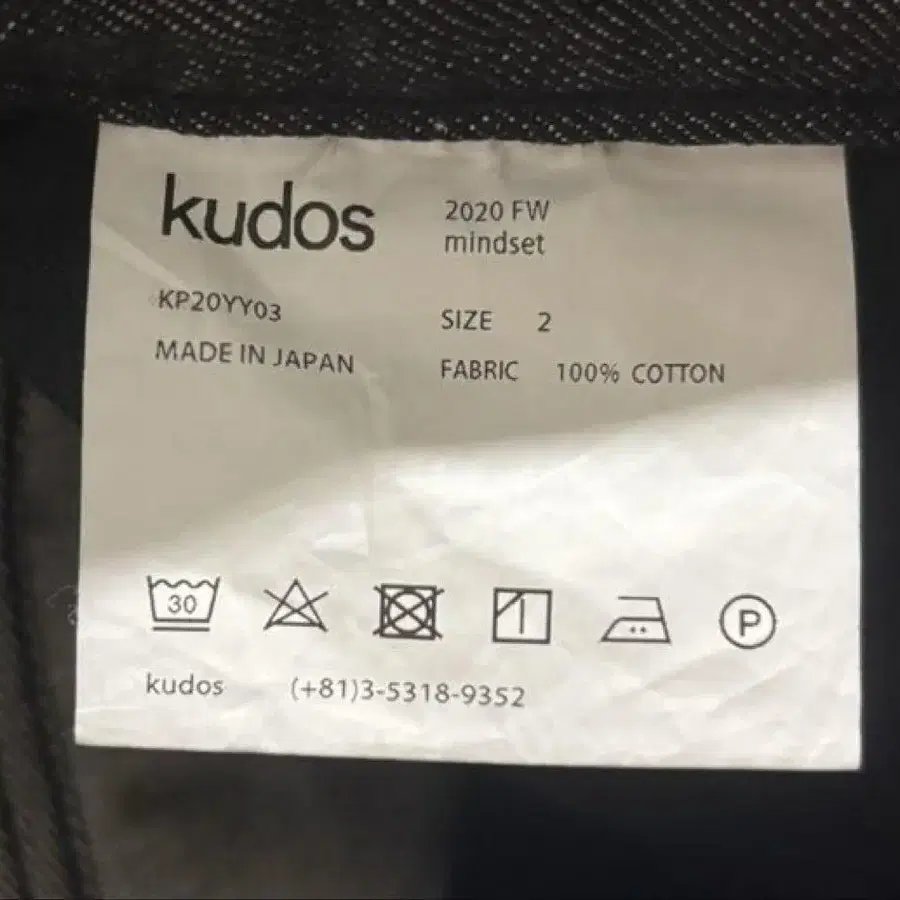 kudos
2020 FW
mindset
KP20YY03
MADE IN JAPAN
SIZE 2
FABRIC 100% COTTON
30
P
kudos (+81)3-5318-9352